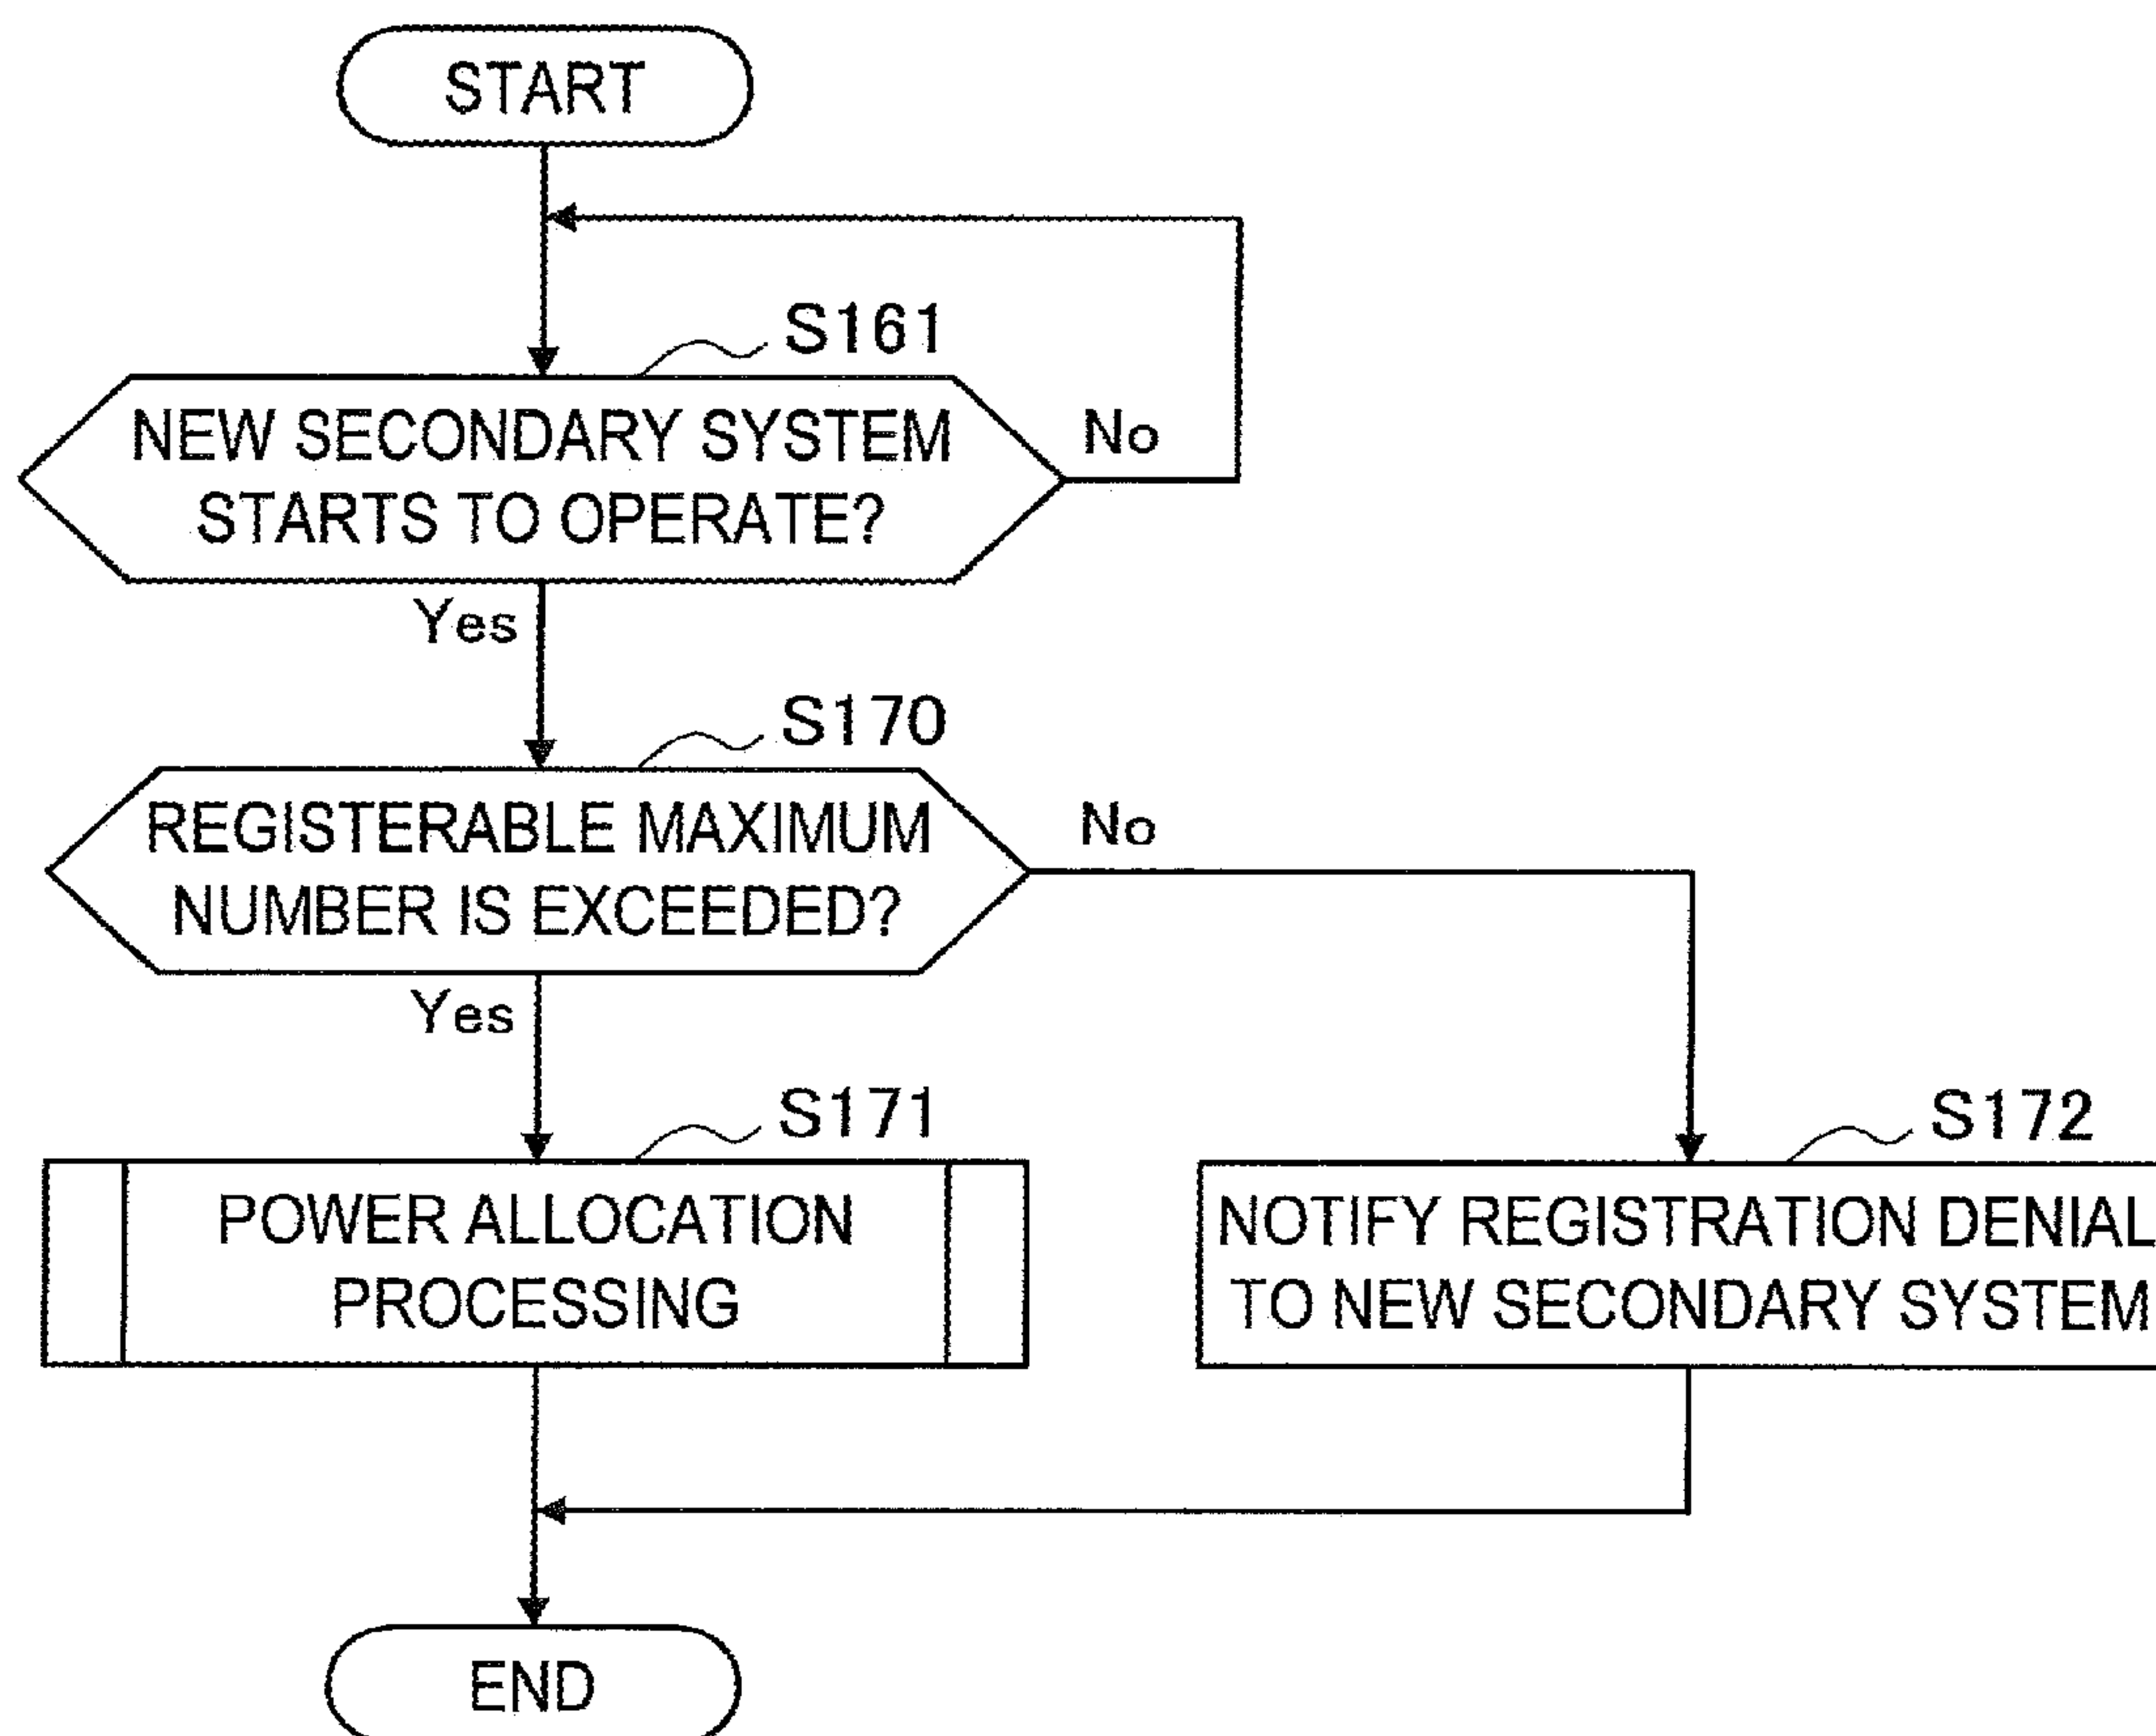 START
S161
NEW SECONDARY SYSTEM
STARTS TO OPERATE?
No
Yes
S170
REGISTERABLE MAXIMUM
NUMBER IS EXCEEDED?
No
Yes
S171
POWER ALLOCATION
PROCESSING
S172
NOTIFY REGISTRATION DENIAL
TO NEW SECONDARY SYSTEM
END